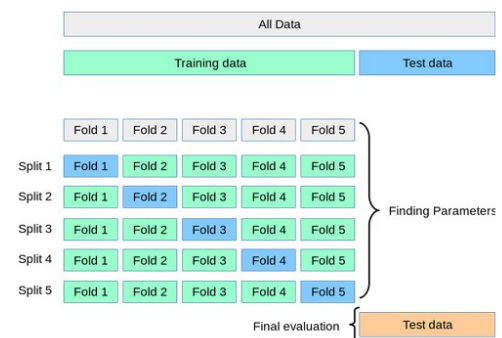 All Data
Training data Test data
Fold 1 Fold 2 Fold 3 Fold 4 Fold 5
Split 1 Fold 1 Fold 2 Fold 3 Fold 4 Fold 5
Split 2 Fold 1 Fold 2 Fold 3 Fold 4 Fold 5
Split 3 Fold 1 Fold 2 Fold 3 Fold 4 Fold 5
Finding Parameters
Split 4 Fold 1 Fold 2 Fold 3 Fold 4 Fold 5
Split 5 Fold 1 Fold 2 Fold 3 Fold 4 Fold 5
Final evaluation Test data